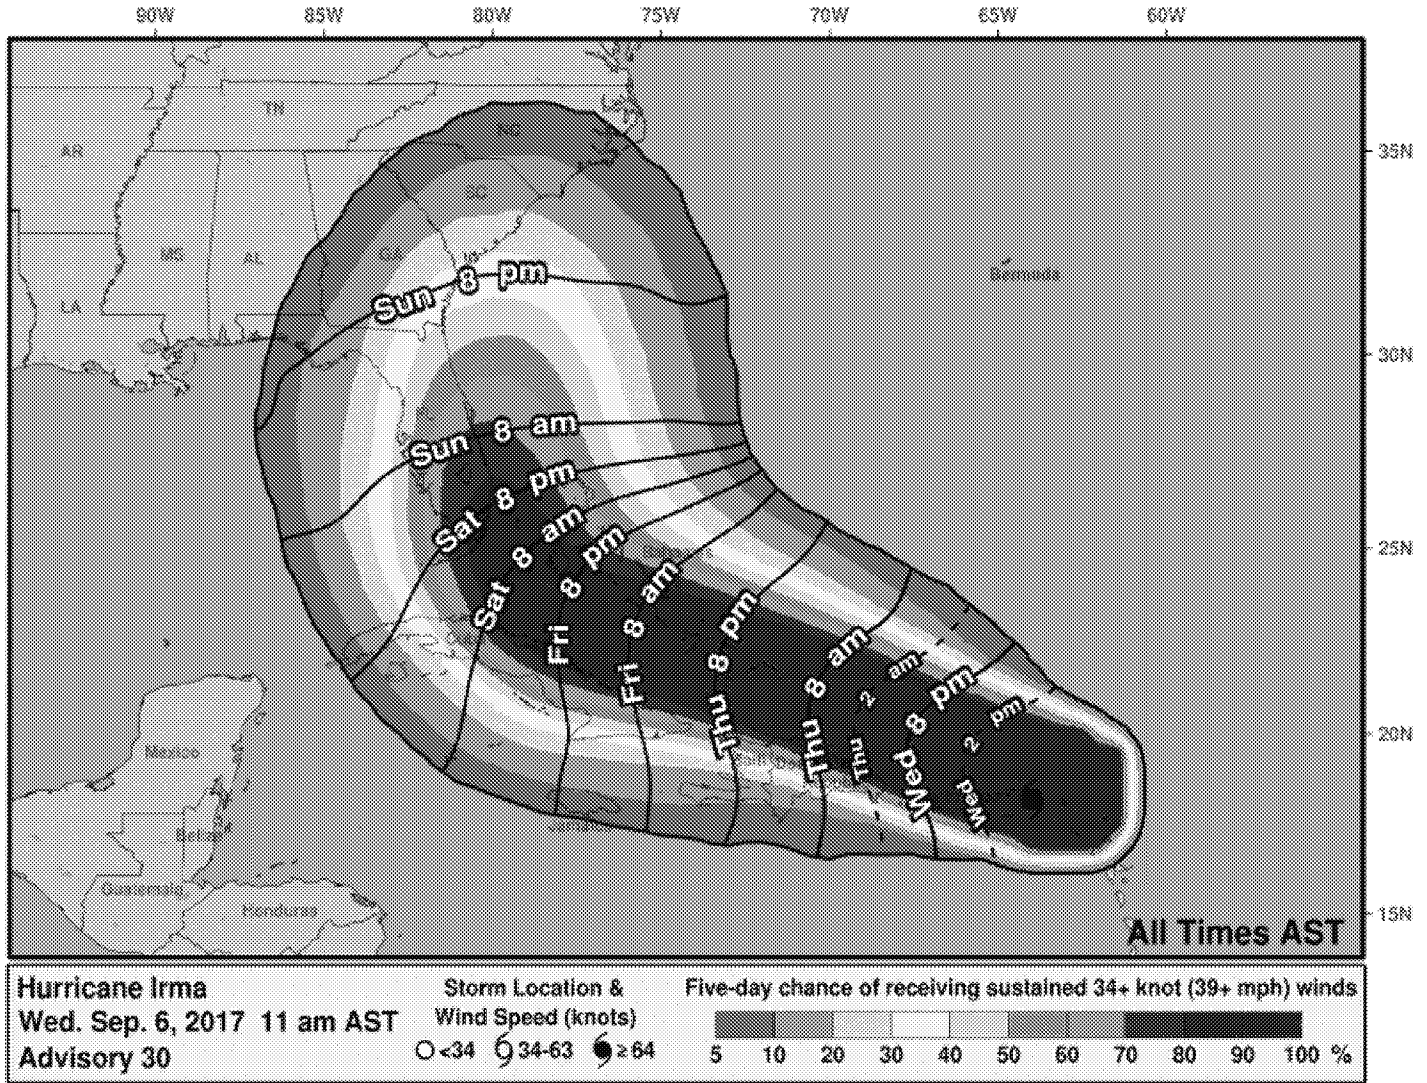 90W 85W 80W 75W 70W 65W 60W
TN
NC
AR
35N
SC
MS
AL
GA
Bermuda
Sun 8 pm
LA
30N
Sun 8 am
Sat 8 pm
25N
Bahamas
Sat 8 am
Fri 8 pm
Fri 8 am
Thu 8 pm
Thu 8 am
Thu 2 am
Wed 8 pm
Wed 2 pm
20N
Mexico
Jamaica
Belize
Guatemala
Honduras
15N
All Times AST
Hurricane Irma
Wed. Sep. 6, 2017 11 am AST
Advisory 30
Storm Location &
Wind Speed (knots)
<34 34-63 ≥ 64
Five-day chance of receiving sustained 34+ knot (39+ mph) winds
5 10 20 30 40 50 60 70 80 90 100 %